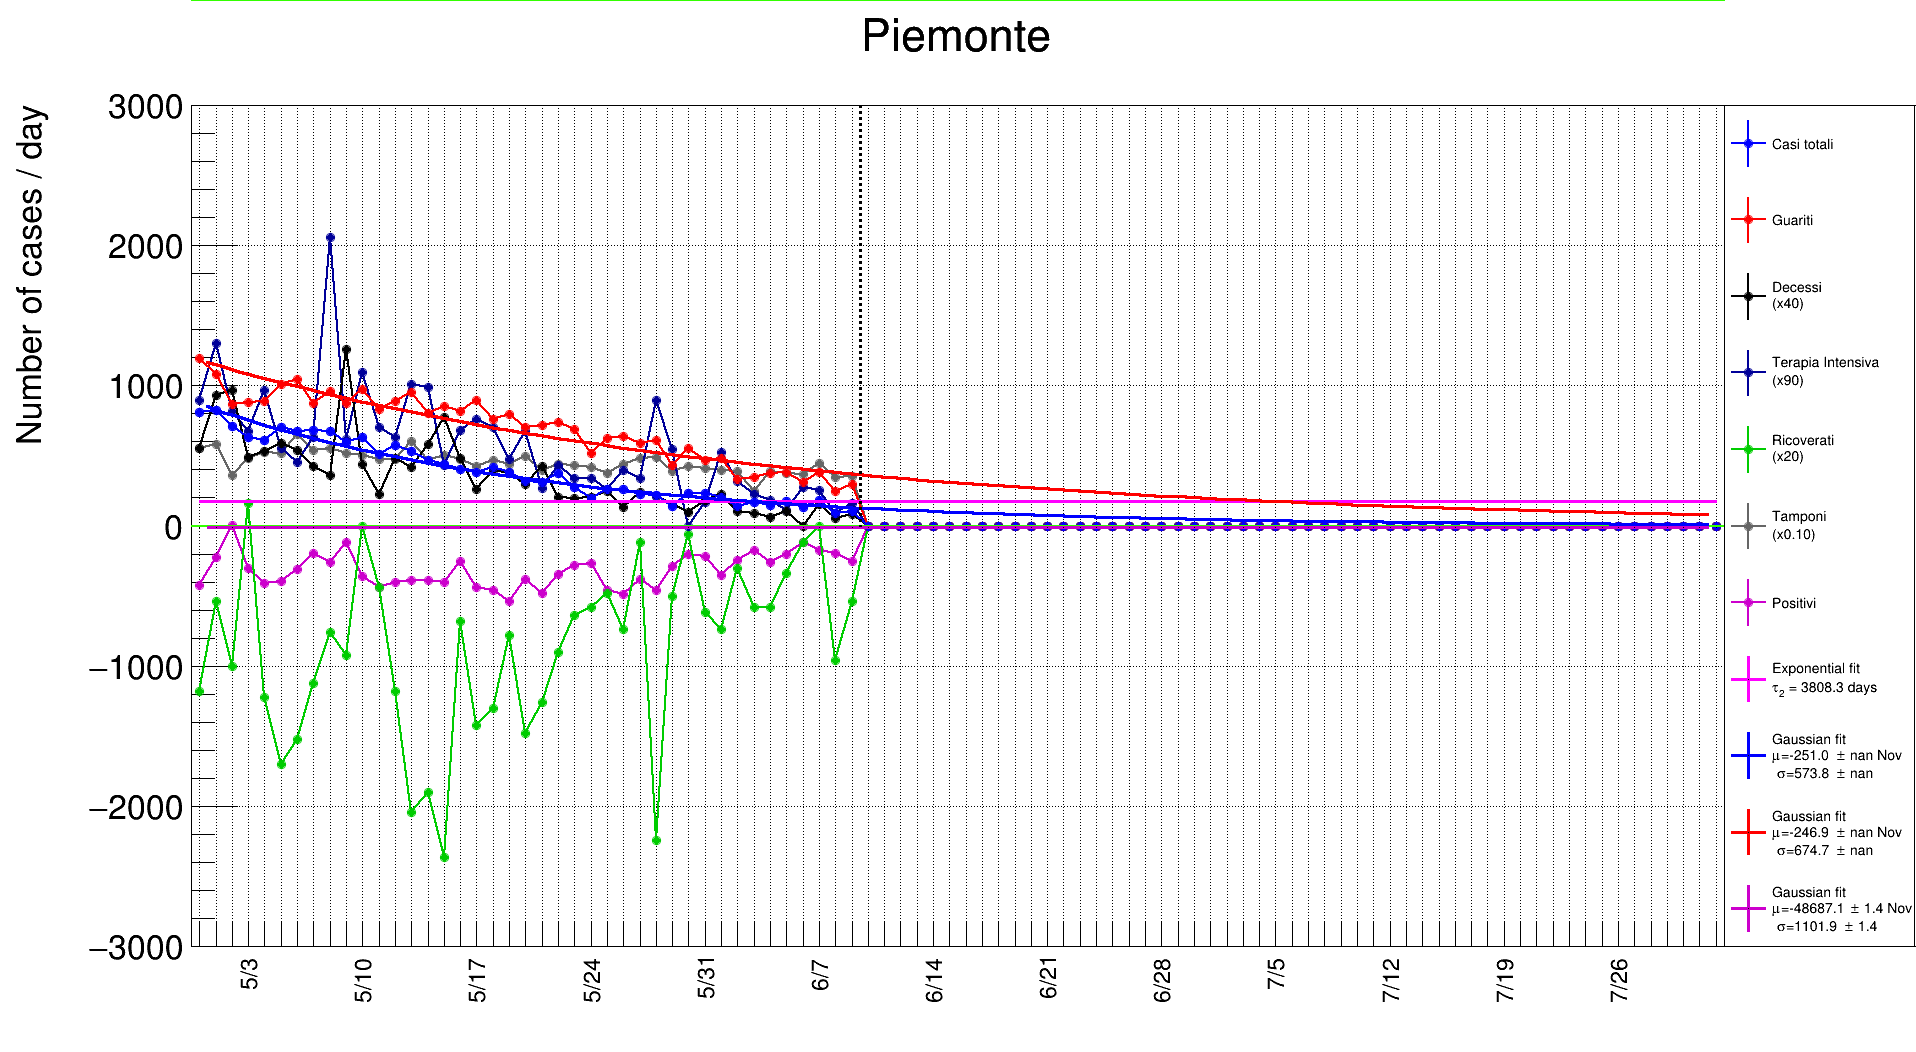 Piemonte
Number of cases / day
3000
2000
1000
0
−1000
−2000
−3000
5/3
5/10
5/17
5/24
5/31
6/7
6/14
6/21
6/28
7/5
7/12
7/19
7/26
Casi totali
Guariti
Decessi
(x40)
Terapia Intensiva
(x90)
Ricoverati
(x20)
Tamponi
(x0.10)
Positivi
Exponential fit
τ2 = 3808.3 days
Gaussian fit
μ=-251.0 ± nan Nov
σ=573.8 ± nan
Gaussian fit
μ=-246.9 ± nan Nov
σ=674.7 ± nan
Gaussian fit
μ=-48687.1 ± 1.4 Nov
σ=1101.9 ± 1.4